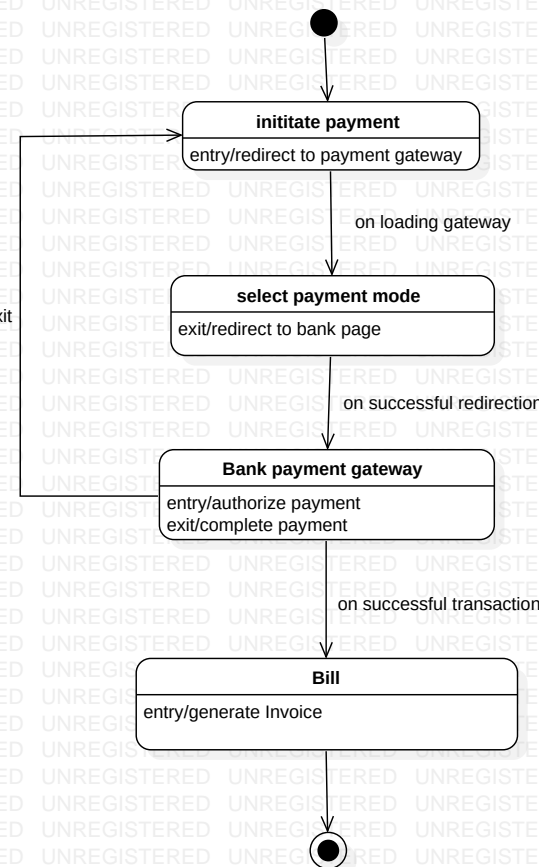 inititate payment
entry/redirect to payment gateway
on loading gateway
select payment mode
exit/redirect to bank page
on successful redirection
Bank payment gateway
entry/authorize payment
exit/complete payment
on successful transaction
Bill
entry/generate Invoice
UNREGISTERED